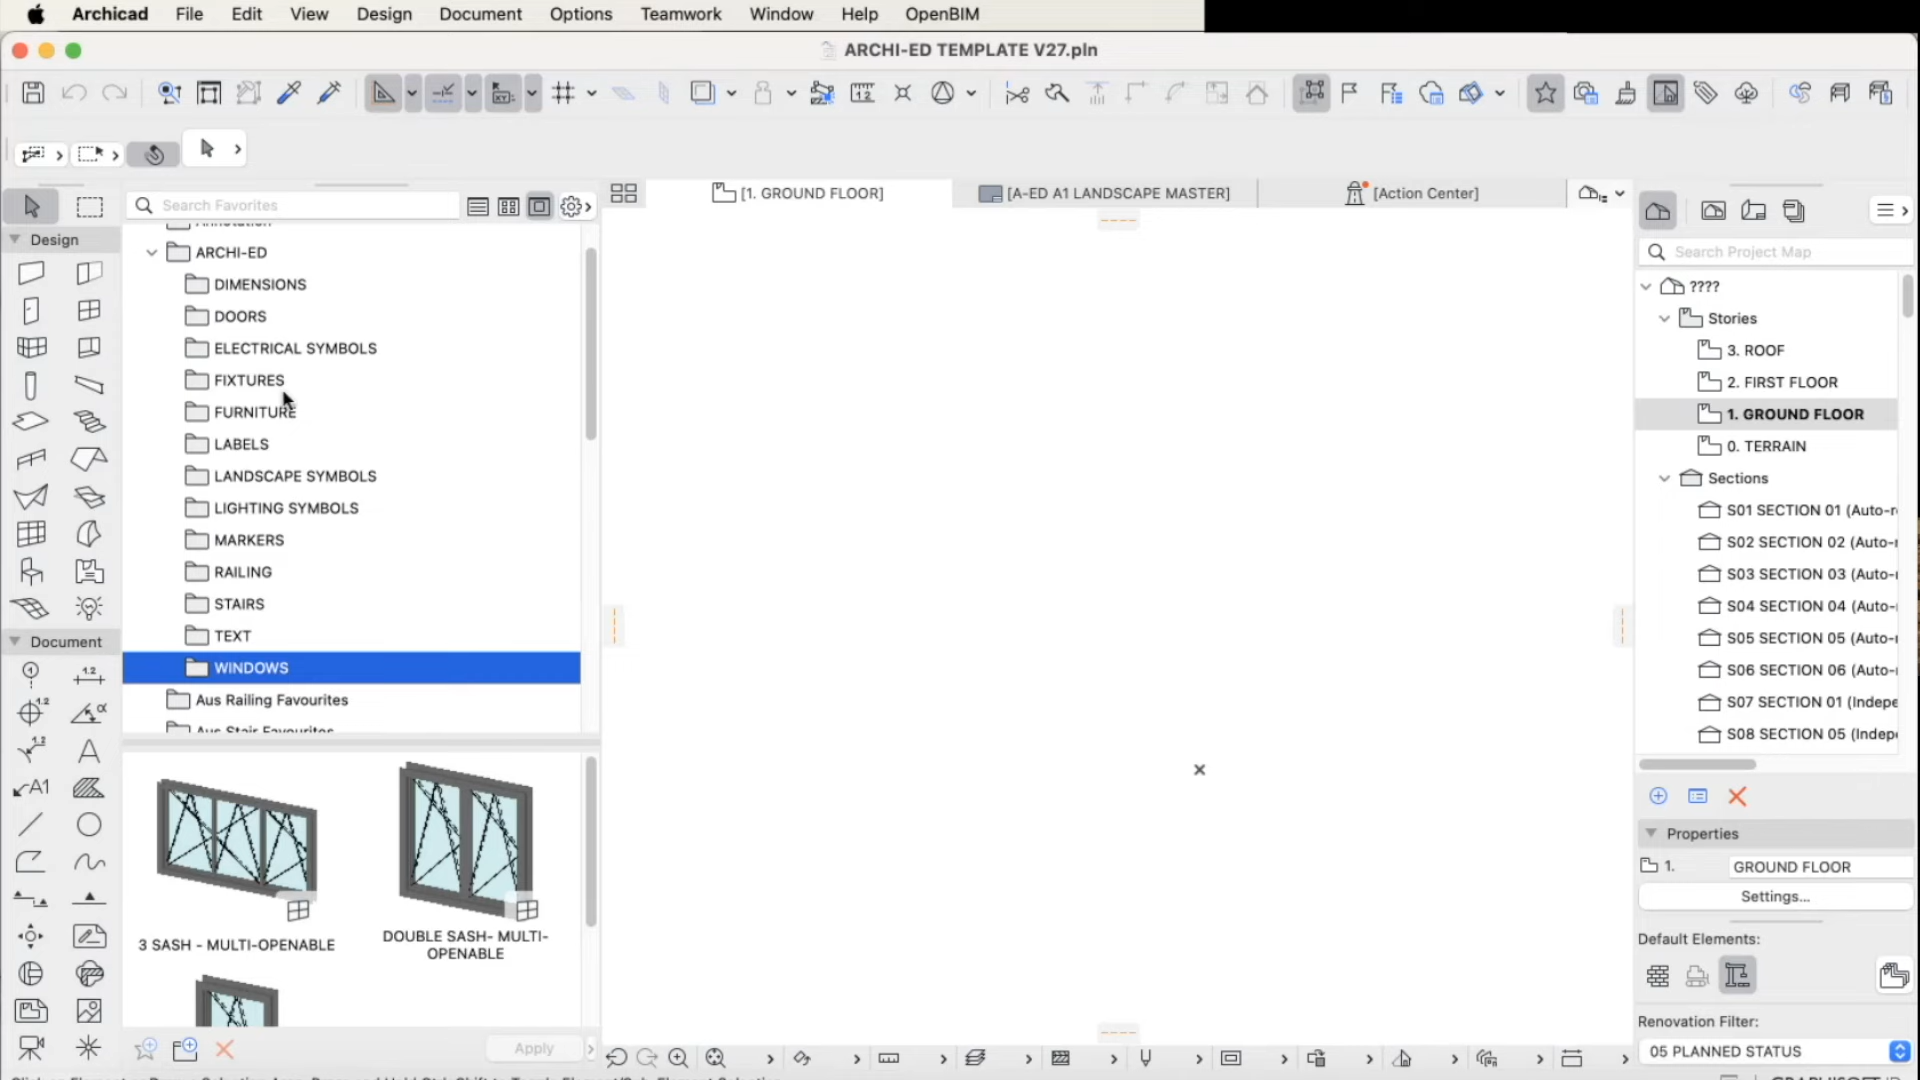 Archicad File Edit View Design Document Options Teamwork Window Help OpenBIM
ARCHI-ED TEMPLATE V27.pln
Search Favorites
[1. GROUND FLOOR]
[A-ED A1 LANDSCAPE MASTER]
[Action Center]
Design
Document
Annotation
ARCHI-ED
DIMENSIONS
DOORS
ELECTRICAL SYMBOLS
FIXTURES
FURNITURE
LABELS
LANDSCAPE SYMBOLS
LIGHTING SYMBOLS
MARKERS
RAILING
STAIRS
TEXT
WINDOWS
Aus Railing Favourites
Aus Stair Favourites
3 SASH - MULTI-OPENABLE
DOUBLE SASH- MULTI-
OPENABLE
Apply
Search Project Map
????
Stories
3. ROOF
2. FIRST FLOOR
1. GROUND FLOOR
0. TERRAIN
Sections
S01 SECTION 01 (Auto-r
S02 SECTION 02 (Auto-r
S03 SECTION 03 (Auto-r
S04 SECTION 04 (Auto-r
S05 SECTION 05 (Auto-r
S06 SECTION 06 (Auto-r
S07 SECTION 01 (Indepe
S08 SECTION 05 (Indepe
Properties
1. GROUND FLOOR
Settings...
Default Elements:
Renovation Filter:
05 PLANNED STATUS